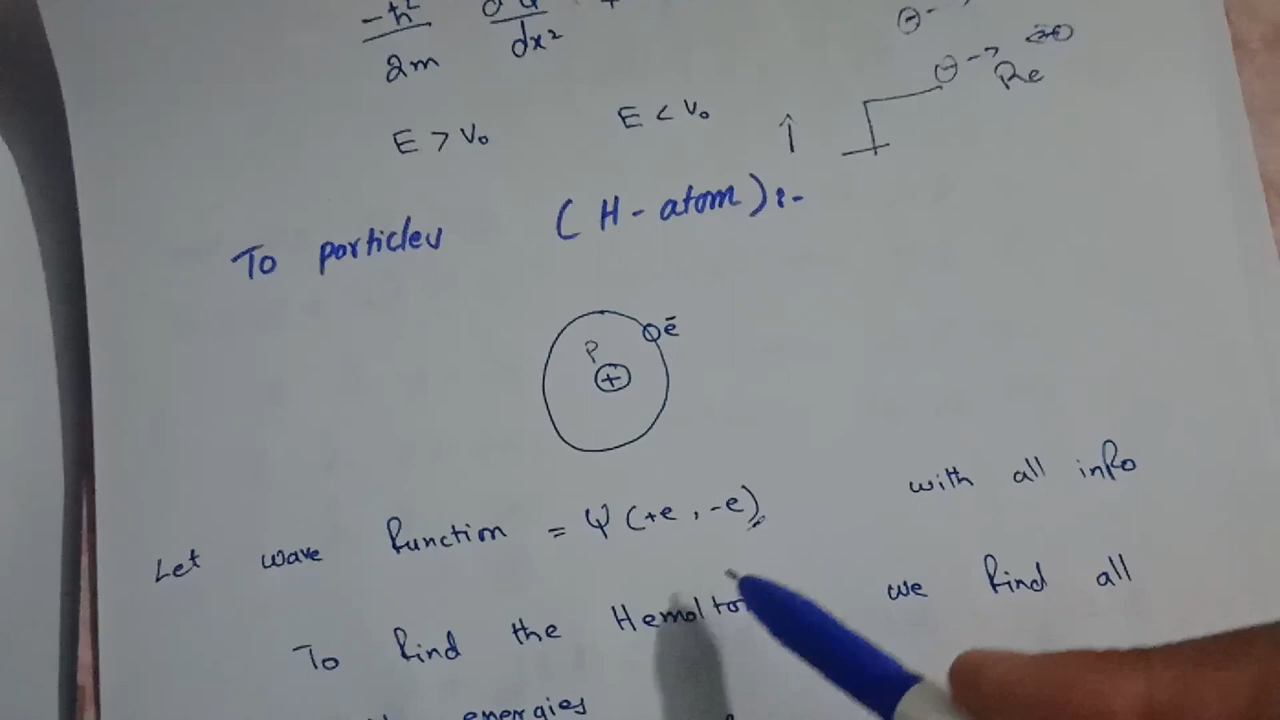 -ħ²
2m dx²
E > V₀ E < V₀
Re
To particles (H-atom):-
P + ē
Let wave function = Ψ(+e, -e) with all info
To find the Hemolto we find all
energies